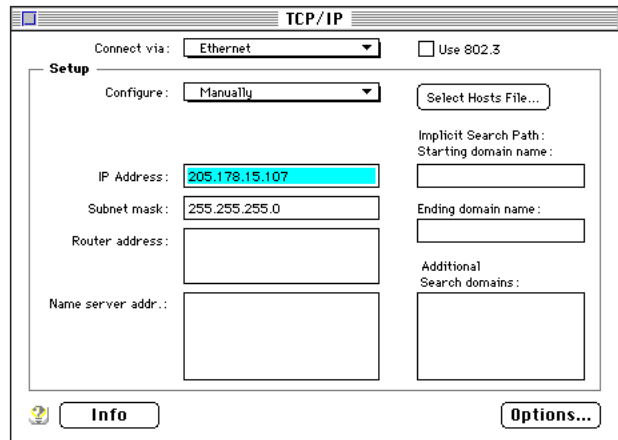 TCP/IP
Connect via: Ethernet Use 802.3
Setup
Configure: Manually Select Hosts File...
Implicit Search Path:
Starting domain name:
IP Address: 205.178.15.107
Subnet mask: 255.255.255.0 Ending domain name:
Router address:
Additional
Search domains:
Name server addr.:
Info Options...